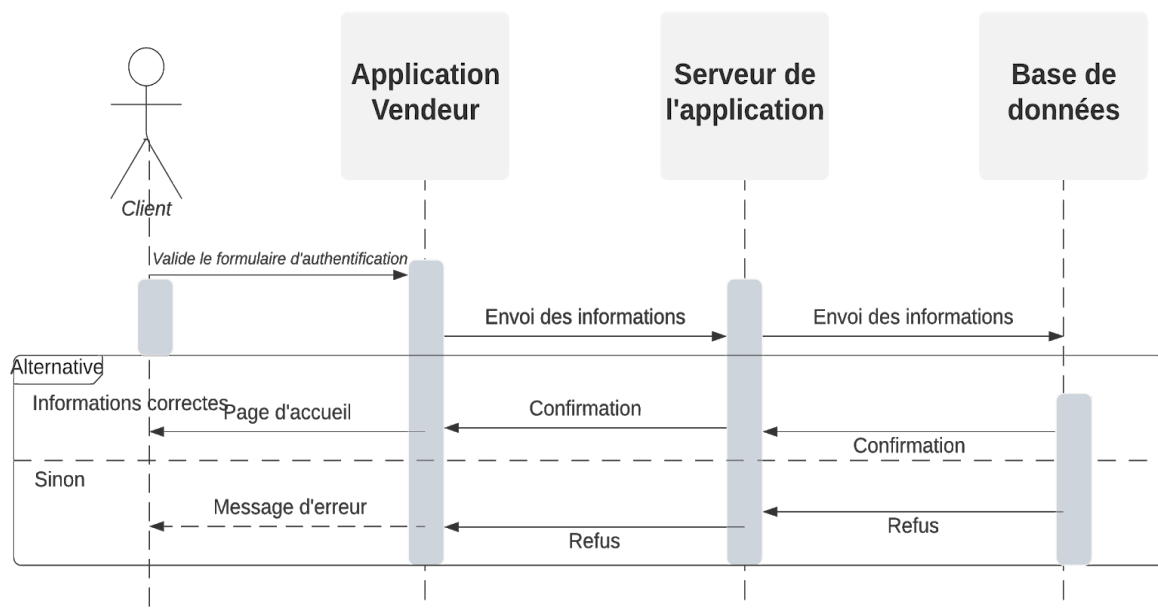 Application
Vendeur
Serveur de
l'application
Base de
données
Client
Valide le formulaire d'authentification
Envoi des informations
Envoi des informations
Alternative
Informations correctes
Page d'accueil
Confirmation
Confirmation
Sinon
Message d'erreur
Refus
Refus